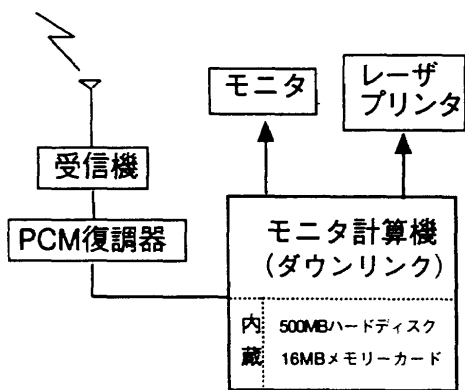 モニタ
レーザ
プリンタ
受信機
PCM復調器
モニタ計算機
(ダウンリンク)
内蔵
500MBハードディスク
16MBメモリーカード